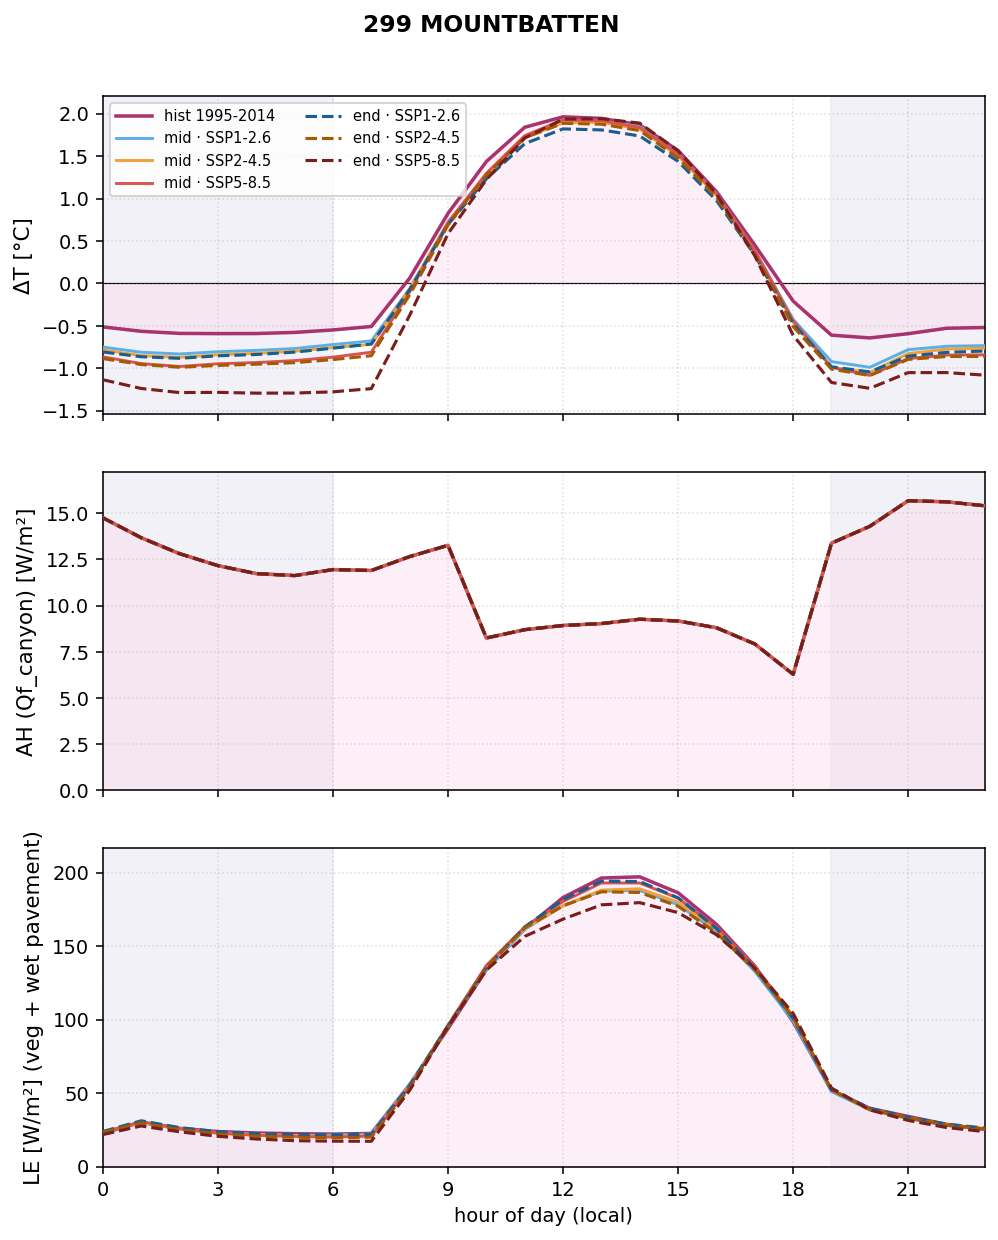 299 MOUNTBATTEN
hist 1995-2014
mid · SSP1-2.6
mid · SSP2-4.5
mid · SSP5-8.5
end · SSP1-2.6
end · SSP2-4.5
end · SSP5-8.5
ΔT [°C]
2.0
1.5
1.0
0.5
0.0
−0.5
−1.0
−1.5
AH (Qf_canyon) [W/m²]
15.0
12.5
10.0
7.5
5.0
2.5
0.0
LE [W/m²] (veg + wet pavement)
200
150
100
50
0
0 3 6 9 12 15 18 21
hour of day (local)